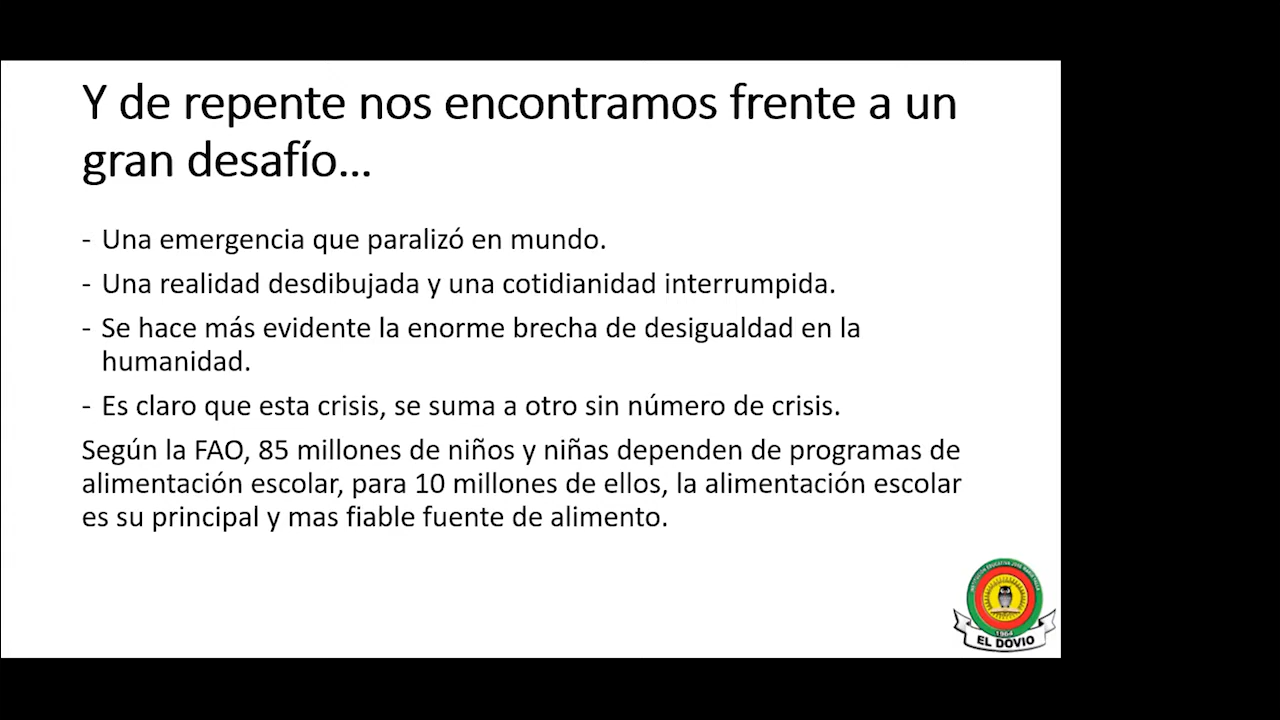 Y de repente nos encontramos frente a un
gran desafío...
- Una emergencia que paralizó en mundo.
- Una realidad desdibujada y una cotidianidad interrumpida.
- Se hace más evidente la enorme brecha de desigualdad en la
humanidad.
- Es claro que esta crisis, se suma a otro sin número de crisis.
Según la FAO, 85 millones de niños y niñas dependen de programas de
alimentación escolar, para 10 millones de ellos, la alimentación escolar
es su principal y mas fiable fuente de alimento.
INSTITUCIÓN EDUCATIVA JOSÉ
1964
EL DOVIO